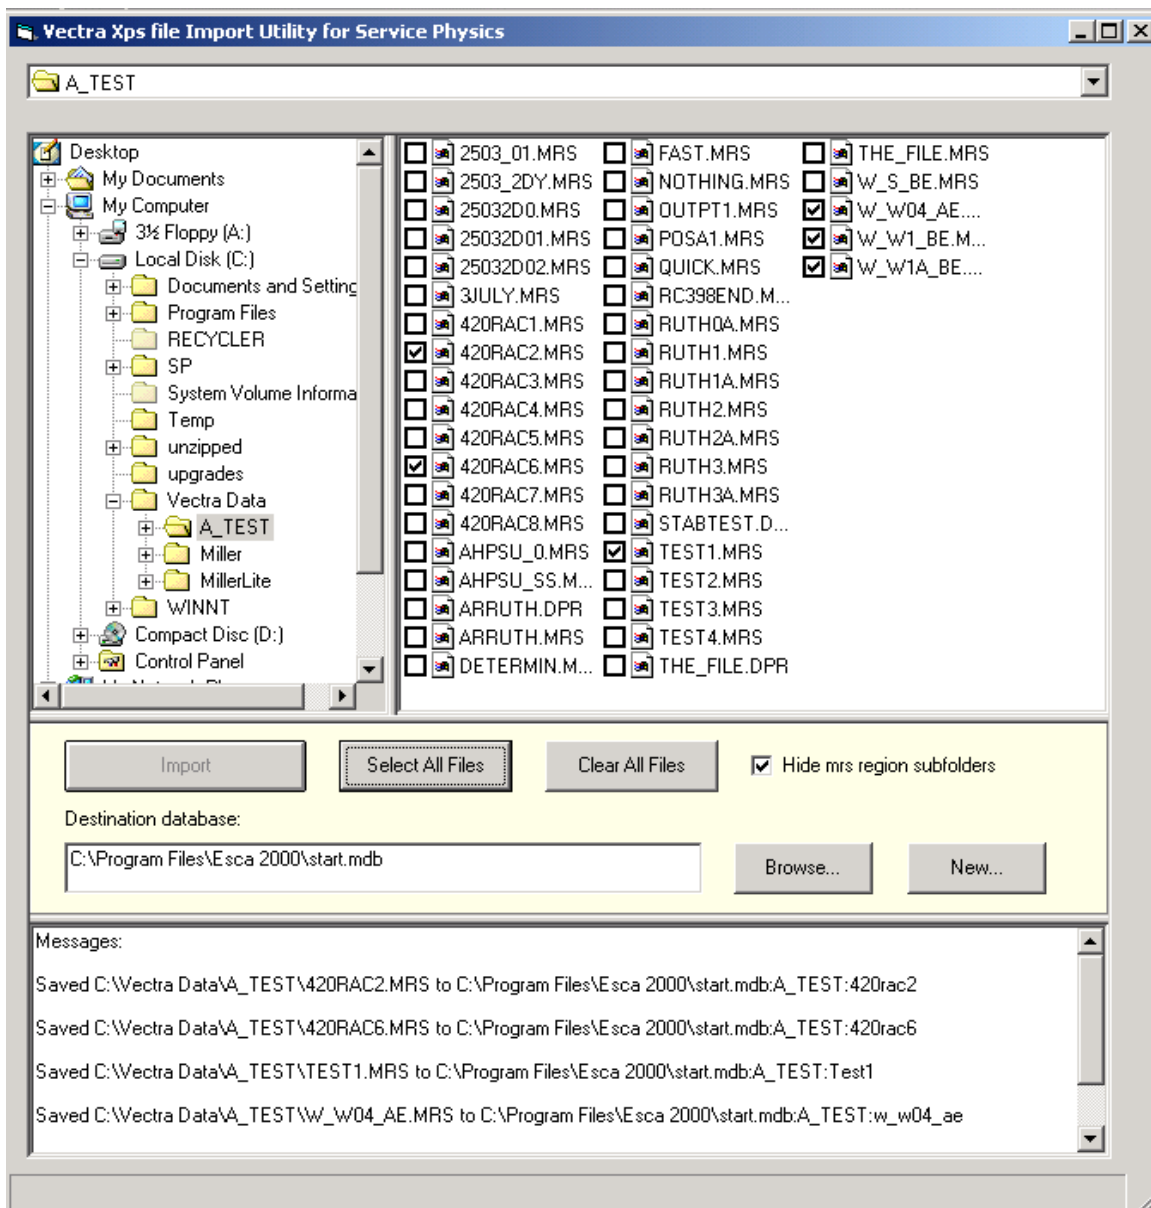 Vectra Xps file Import Utility for Service Physics
A_TEST
Desktop
My Documents
My Computer
3½ Floppy (A:)
Local Disk (C:)
Documents and Setting
Program Files
RECYCLER
SP
System Volume Informa
Temp
unzipped
upgrades
Vectra Data
A_TEST
Miller
MillerLite
WINNT
Compact Disc (D:)
Control Panel
2503_01.MRS
2503_2DY.MRS
25032D0.MRS
25032D01.MRS
25032D02.MRS
3JULY.MRS
420RAC1.MRS
420RAC2.MRS
420RAC3.MRS
420RAC4.MRS
420RAC5.MRS
420RAC6.MRS
420RAC7.MRS
420RAC8.MRS
AHPSU_0.MRS
AHPSU_SS.M...
ARRUTH.DPR
ARRUTH.MRS
DETERMIN.M...
FAST.MRS
NOTHING.MRS
OUTPT1.MRS
POSA1.MRS
QUICK.MRS
RC398END.M...
RUTH0A.MRS
RUTH1.MRS
RUTH1A.MRS
RUTH2.MRS
RUTH2A.MRS
RUTH3.MRS
RUTH3A.MRS
STABTEST.D...
TEST1.MRS
TEST2.MRS
TEST3.MRS
TEST4.MRS
THE_FILE.DPR
THE_FILE.MRS
W_S_BE.MRS
W_W04_AE....
W_W1_BE.M...
W_W1A_BE....
Import
Select All Files
Clear All Files
Hide mrs region subfolders
Destination database:
C:\Program Files\Esca 2000\start.mdb
Browse...
New...
Messages:
Saved C:\Vectra Data\A_TEST\420RAC2.MRS to C:\Program Files\Esca 2000\start.mdb:A_TEST:420rac2
Saved C:\Vectra Data\A_TEST\420RAC6.MRS to C:\Program Files\Esca 2000\start.mdb:A_TEST:420rac6
Saved C:\Vectra Data\A_TEST\TEST1.MRS to C:\Program Files\Esca 2000\start.mdb:A_TEST:Test1
Saved C:\Vectra Data\A_TEST\W_W04_AE.MRS to C:\Program Files\Esca 2000\start.mdb:A_TEST:w_w04_ae